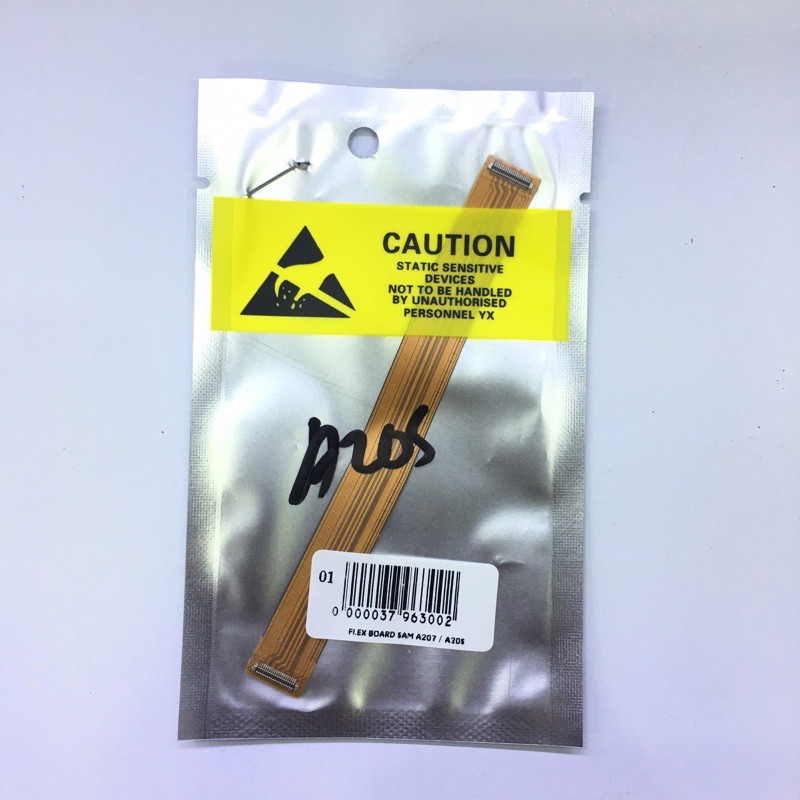 CAUTION
STATIC SENSITIVE
DEVICES
NOT TO BE HANDLED
BY UNAUTHORISED
PERSONNEL YX
A20S
01
0 000037 963002
FLEX BOARD SAM A207 / A20S